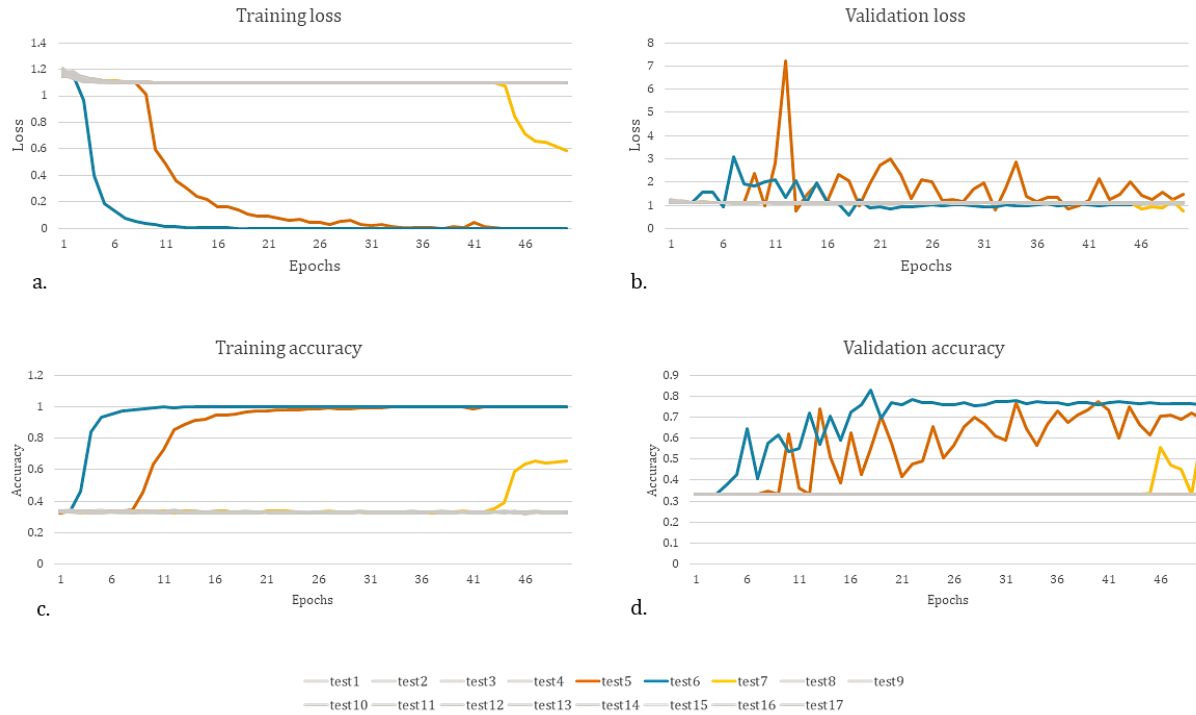 Training loss
1.4
1.2
1
0.8
0.6
0.4
0.2
0
Loss
1 6 11 16 21 26 31 36 41 46
Epochs
a.
Validation loss
8
7
6
5
4
3
2
1
0
Loss
1 6 11 16 21 26 31 36 41 46
Epochs
b.
Training accuracy
1.2
1
0.8
0.6
0.4
0.2
0
Accuracy
1 6 11 16 21 26 31 36 41 46
Epochs
c.
Validation accuracy
0.9
0.8
0.7
0.6
0.5
0.4
0.3
0.2
0.1
0
Accuracy
1 6 11 16 21 26 31 36 41 46
Epochs
d.
test1 test2 test3 test4 test5 test6 test7 test8 test9
test10 test11 test12 test13 test14 test15 test16 test17